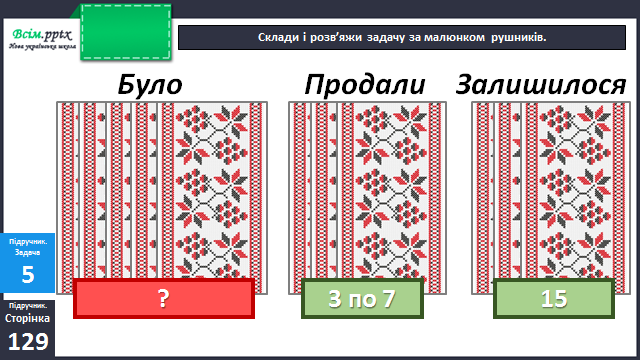 Всім.pptx
Нова українська школа
Склади і розв’яжи задачу за малюнком рушників.
Було
Продали
Залишилося
?
3 по 7
15
Підручник.
Задача
5
Підручник.
Сторінка
129